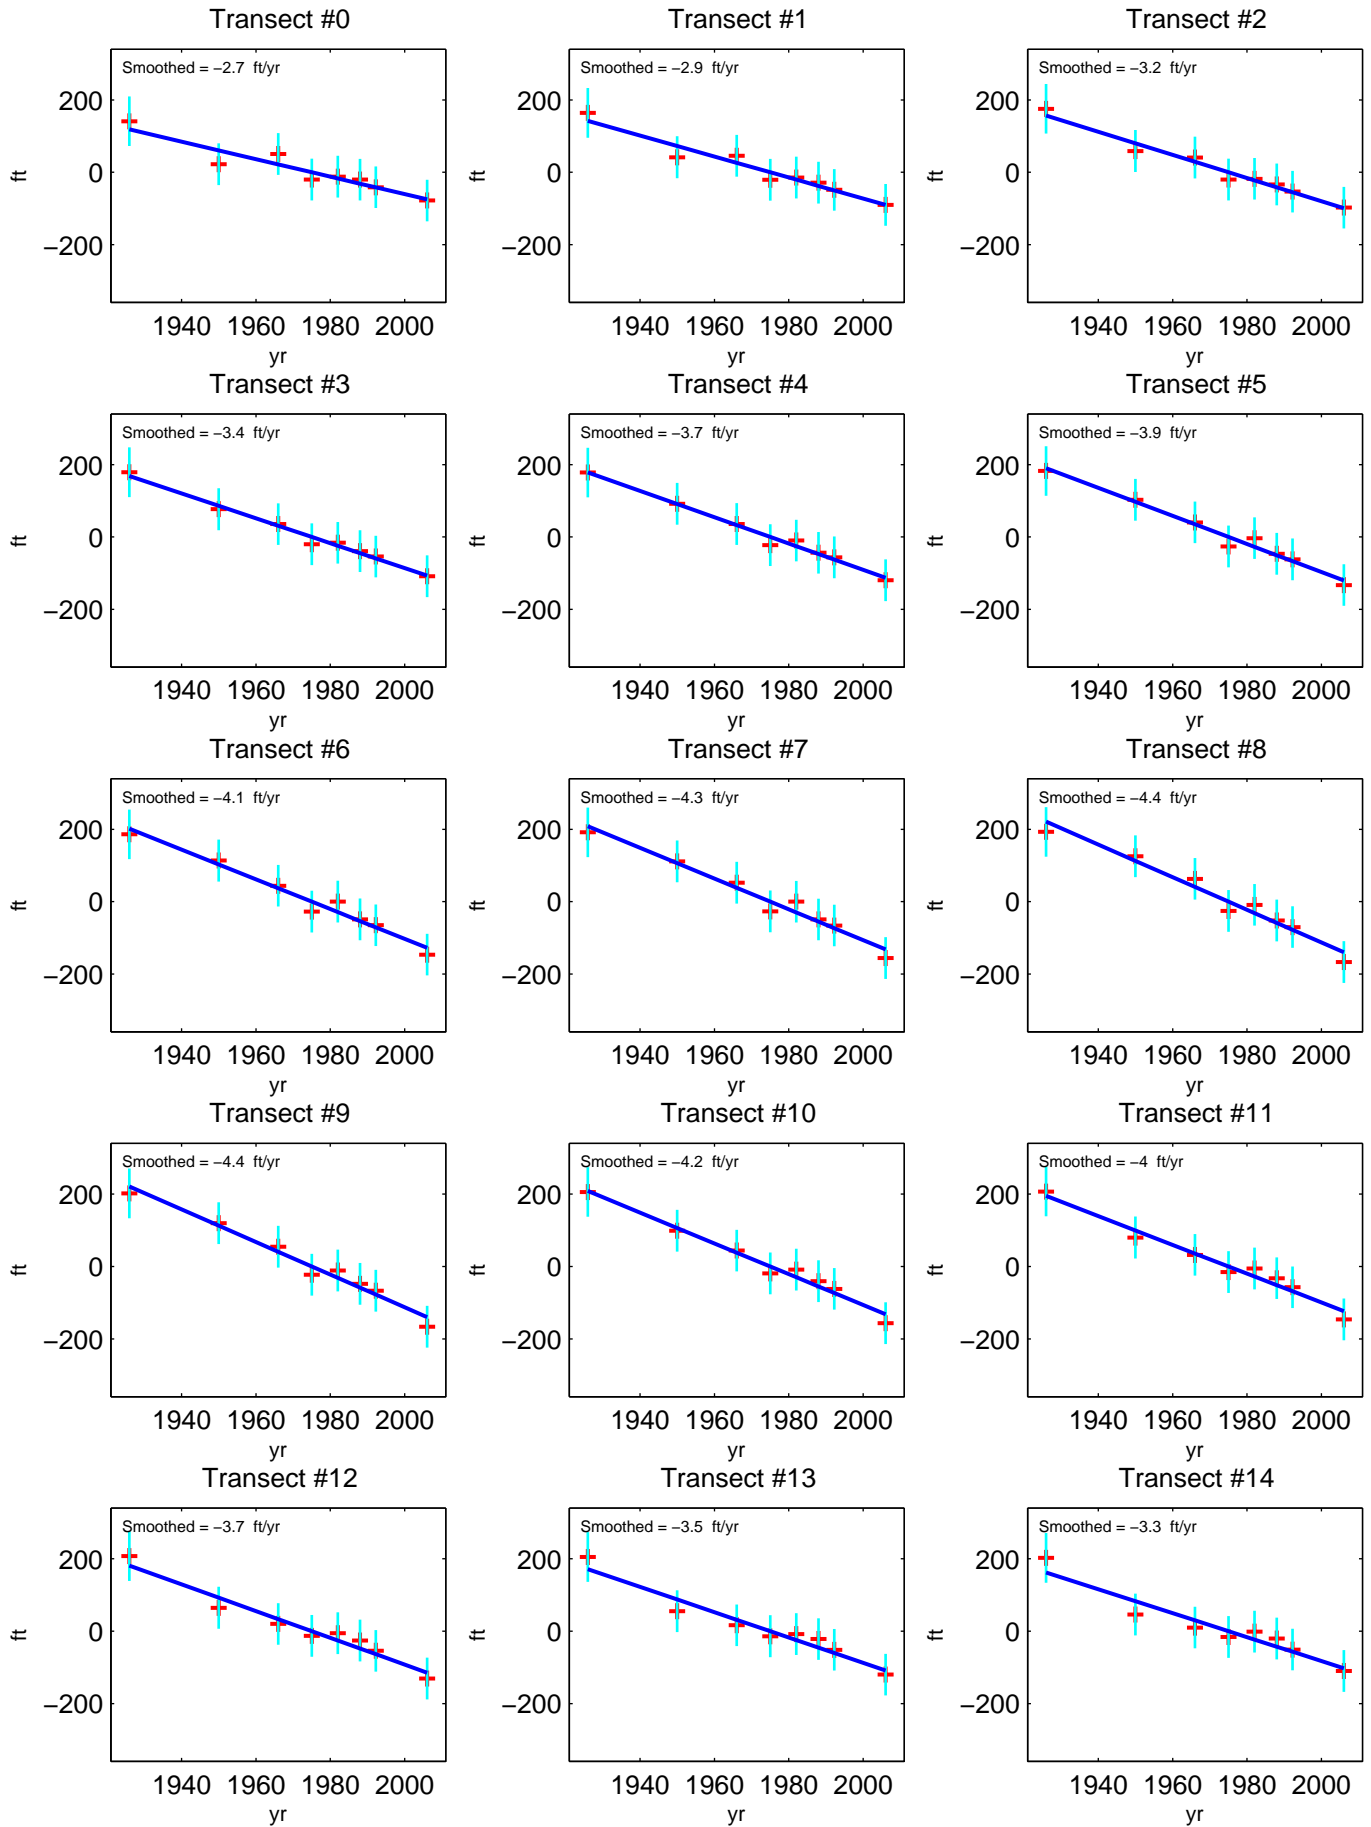 Transect #0
Transect #1
Transect #2
Smoothed = −2.7 ft/yr
Smoothed = −2.9 ft/yr
Smoothed = −3.2 ft/yr
200
0
−200
ft
200
0
−200
ft
200
0
−200
ft
1940 1960 1980 2000
1940 1960 1980 2000
1940 1960 1980 2000
yr
yr
yr
Transect #3
Transect #4
Transect #5
Smoothed = −3.4 ft/yr
Smoothed = −3.7 ft/yr
Smoothed = −3.9 ft/yr
200
0
−200
ft
200
0
−200
ft
200
0
−200
ft
1940 1960 1980 2000
1940 1960 1980 2000
1940 1960 1980 2000
yr
yr
yr
Transect #6
Transect #7
Transect #8
Smoothed = −4.1 ft/yr
Smoothed = −4.3 ft/yr
Smoothed = −4.4 ft/yr
200
0
−200
ft
200
0
−200
ft
200
0
−200
ft
1940 1960 1980 2000
1940 1960 1980 2000
1940 1960 1980 2000
yr
yr
yr
Transect #9
Transect #10
Transect #11
Smoothed = −4.4 ft/yr
Smoothed = −4.2 ft/yr
Smoothed = −4 ft/yr
200
0
−200
ft
200
0
−200
ft
200
0
−200
ft
1940 1960 1980 2000
1940 1960 1980 2000
1940 1960 1980 2000
yr
yr
yr
Transect #12
Transect #13
Transect #14
Smoothed = −3.7 ft/yr
Smoothed = −3.5 ft/yr
Smoothed = −3.3 ft/yr
200
0
−200
ft
200
0
−200
ft
200
0
−200
ft
1940 1960 1980 2000
1940 1960 1980 2000
1940 1960 1980 2000
yr
yr
yr